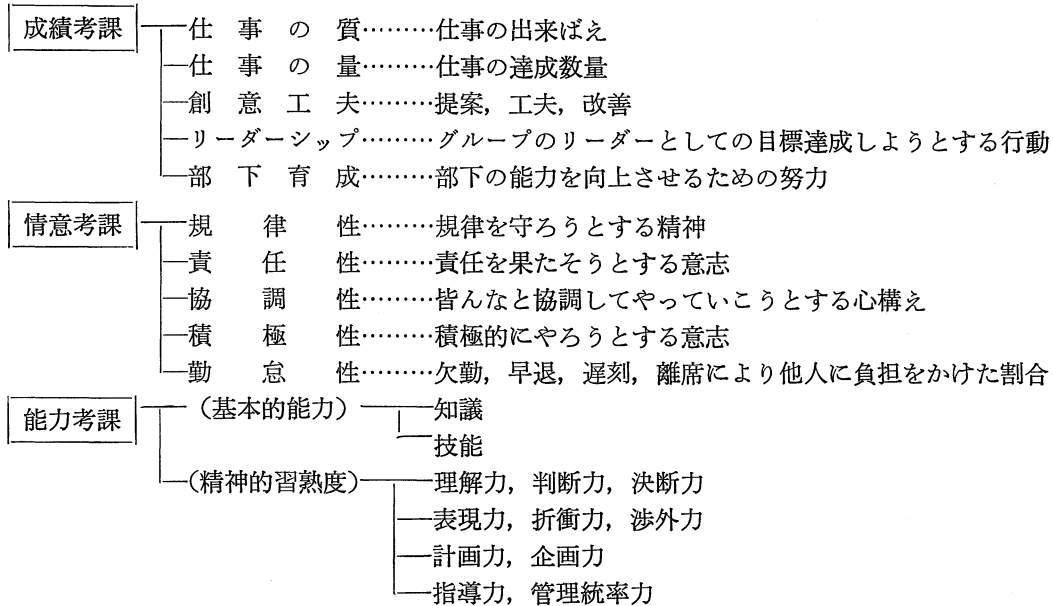 成績考課 仕事の質………仕事の出来ばえ
仕事の量………仕事の達成数量
創意工夫………提案，工夫，改善
リーダーシップ………グループのリーダーとしての目標達成しようとする行動
部下育成………部下の能力を向上させるための努力
情意考課 規律性………規律を守ろうとする精神
責任性………責任を果たそうとする意志
協調性………皆んなと協調してやっていこうとする心構え
積極性………積極的にやろうとする意志
勤怠性………欠勤，早退，遅刻，離席により他人に負担をかけた割合
能力考課 （基本的能力） 知議
技能
（精神的習熟度） 理解力，判断力，決断力
表現力，折衝力，渉外力
計画力，企画力
指導力，管理統率力